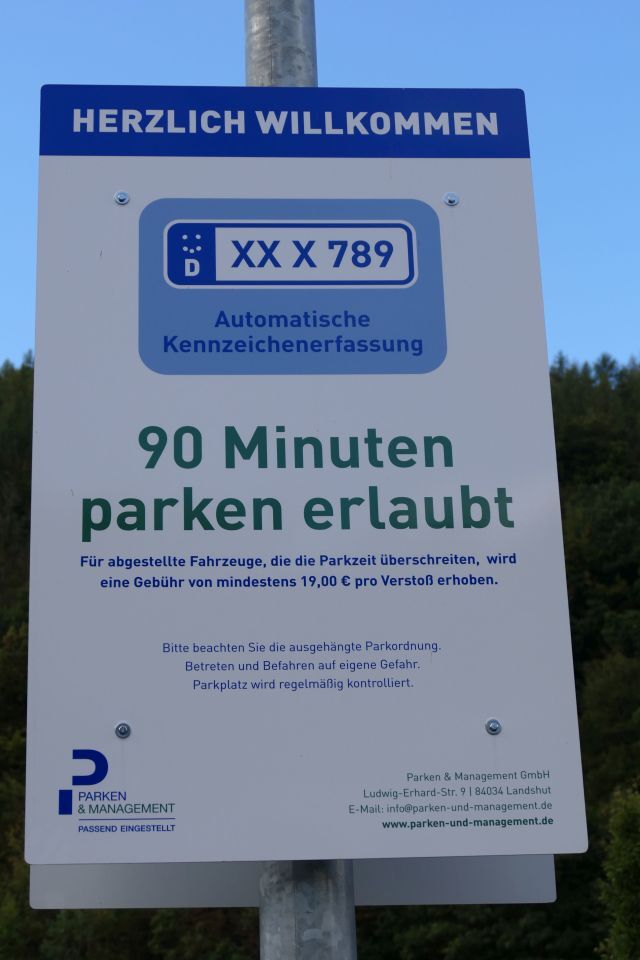 HERZLICH WILLKOMMEN
D XX X 789
Automatische
Kennzeichenerfassung
90 Minuten
parken erlaubt
Für abgestellte Fahrzeuge, die die Parkzeit überschreiten, wird
eine Gebühr von mindestens 19,00 € pro Verstoß erhoben.
Bitte beachten Sie die ausgehängte Parkordnung.
Betreten und Befahren auf eigene Gefahr.
Parkplatz wird regelmäßig kontrolliert.
PARKEN
& MANAGEMENT
PASSEND EINGESTELLT
Parken & Management GmbH
Ludwig-Erhard-Str. 9 | 84034 Landshut
E-Mail: info@parken-und-management.de
www.parken-und-management.de